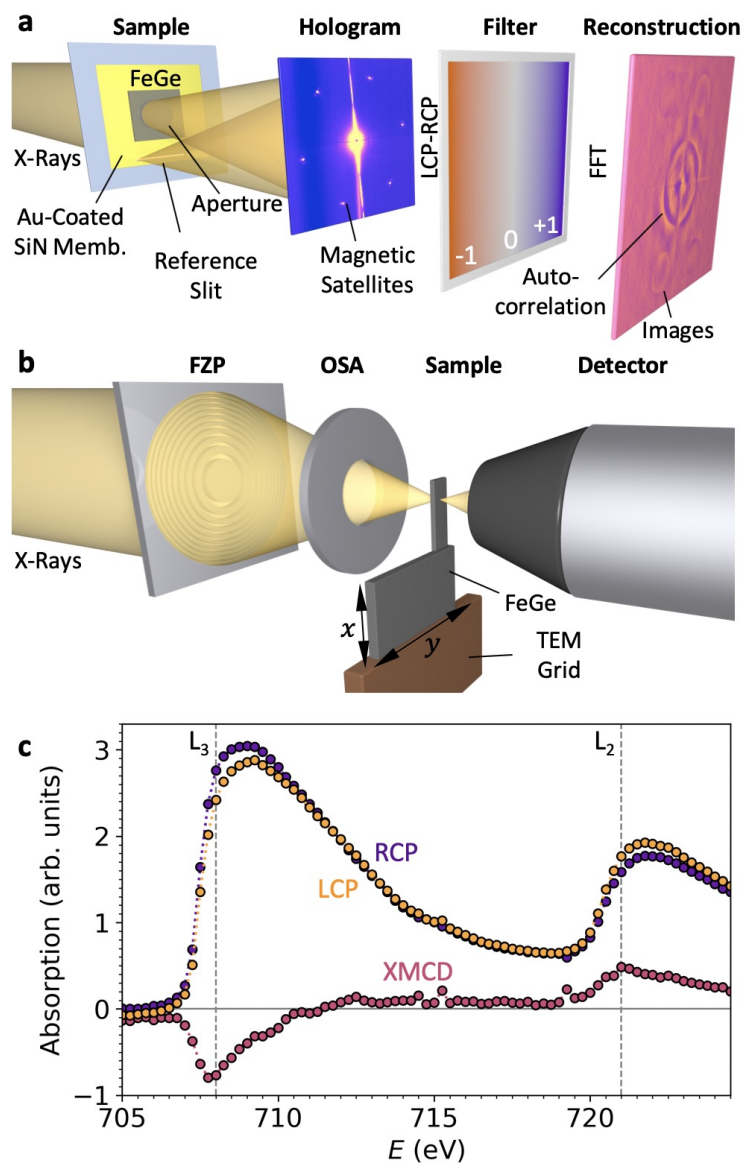 a
Sample
Hologram
Filter
Reconstruction
FeGe
X-Rays
Au-Coated
SiN Memb.
Reference
Slit
Aperture
Magnetic
Satellites
LCP-RCP
-1
0
+1
FFT
Auto-
correlation
Images
b
FZP
OSA
Sample
Detector
X-Rays
x
y
FeGe
TEM
Grid
c
L3
L2
Absorption (arb. units)
3
2
1
0
−1
RCP
LCP
XMCD
705
710
715
720
E (eV)